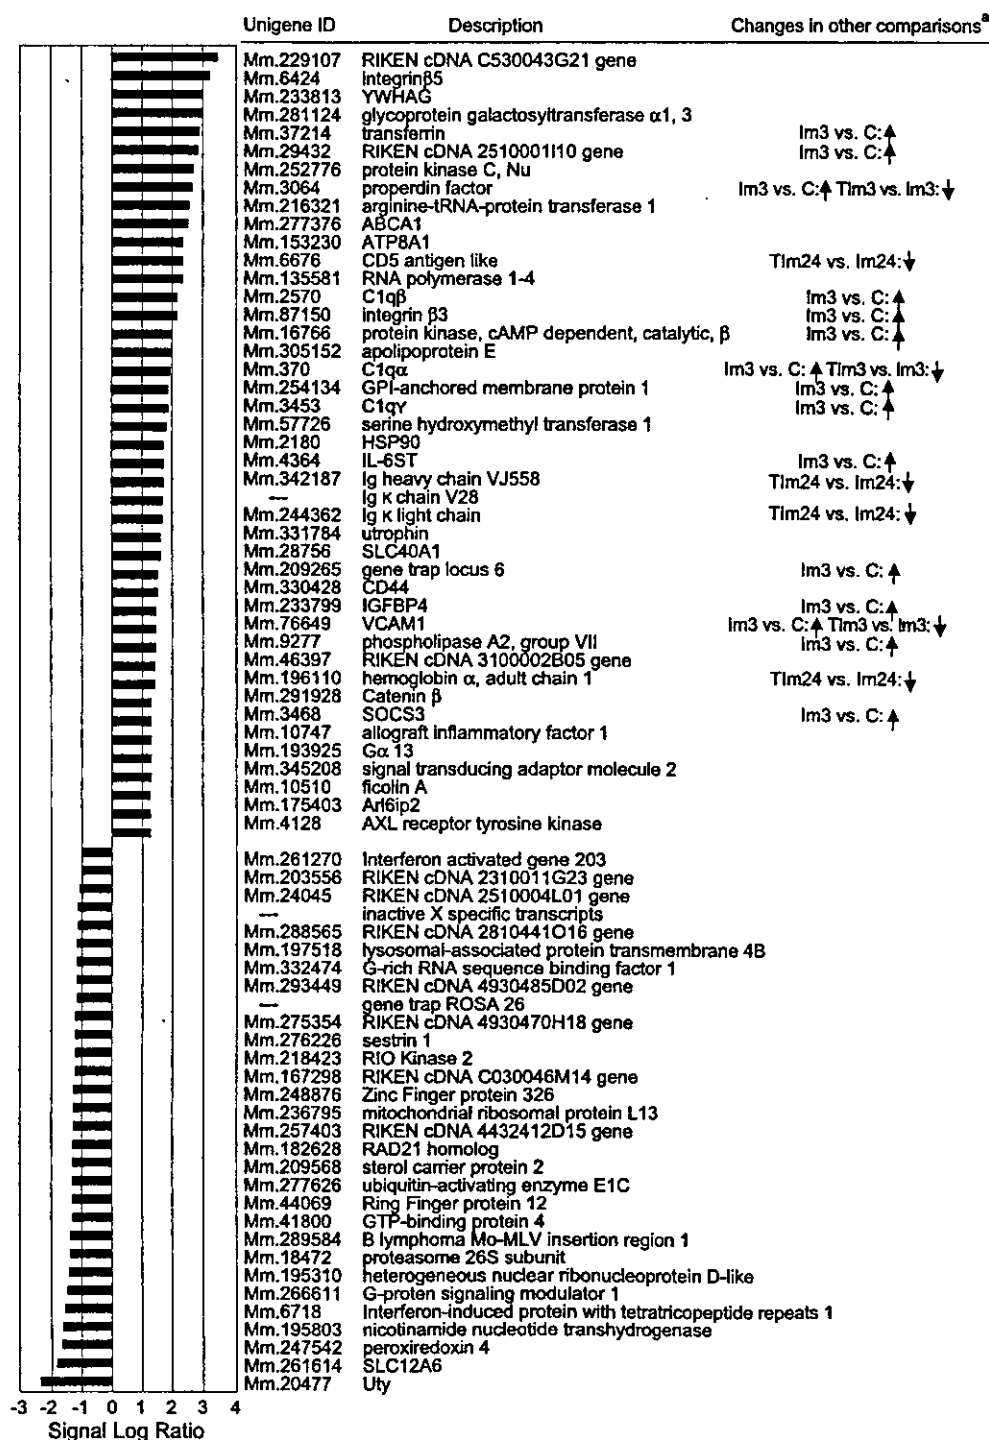 Unigene ID Description Changes in other comparisons a
Mm.229107 RIKEN cDNA C530043G21 gene
Mm.6424 Integrinβ5
Mm.233813 YWHAG
Mm.281124 glycoprotein galactosyltransferase α1, 3
Mm.37214 transferrin Im3 vs. C:↑
Mm.29432 RIKEN cDNA 2510001I10 gene Im3 vs. C:↑
Mm.252776 protein kinase C, Nu
Mm.3064 properdin factor Im3 vs. C:↑ TIm3 vs. Im3:↓
Mm.216321 arginine-tRNA-protein transferase 1
Mm.277376 ABCA1
Mm.153230 ATP8A1
Mm.6676 CD5 antigen like TIm24 vs. Im24:↓
Mm.135581 RNA polymerase 1-4
Mm.2570 C1qβ Im3 vs. C:↑
Mm.87150 integrin β3 Im3 vs. C:↑
Mm.16766 protein kinase, cAMP dependent, catalytic, β Im3 vs. C:↑
Mm.305152 apolipoprotein E
Mm.370 C1qα Im3 vs. C:↑ TIm3 vs. Im3:↓
Mm.254134 GPI-anchored membrane protein 1 Im3 vs. C:↑
Mm.3453 C1qγ Im3 vs. C:↑
Mm.57726 serine hydroxymethyl transferase 1
Mm.2180 HSP90
Mm.4364 IL-6ST Im3 vs. C:↑
Mm.342187 Ig heavy chain VJ558 TIm24 vs. Im24:↓
--- Ig κ chain V28
Mm.244362 Ig κ light chain TIm24 vs. Im24:↓
Mm.331784 utrophin
Mm.28756 SLC40A1
Mm.209265 gene trap locus 6 Im3 vs. C:↑
Mm.330428 CD44
Mm.233799 IGFBP4 Im3 vs. C:↑
Mm.76649 VCAM1 Im3 vs. C:↑ TIm3 vs. Im3:↓
Mm.9277 phospholipase A2, group VII Im3 vs. C:↑
Mm.46397 RIKEN cDNA 3100002B05 gene
Mm.196110 hemoglobin α, adult chain 1 TIm24 vs. Im24:↓
Mm.291928 Catenin β
Mm.3468 SOCS3 Im3 vs. C:↑
Mm.10747 allograft inflammatory factor 1
Mm.193925 Gα 13
Mm.345208 signal transducing adaptor molecule 2
Mm.10510 ficolin A
Mm.175403 Arl6ip2
Mm.4128 AXL receptor tyrosine kinase
Mm.261270 Interferon activated gene 203
Mm.203556 RIKEN cDNA 2310011G23 gene
Mm.24045 RIKEN cDNA 2510004L01 gene
--- inactive X specific transcripts
Mm.288565 RIKEN cDNA 2810441O16 gene
Mm.197518 lysosomal-associated protein transmembrane 4B
Mm.332474 G-rich RNA sequence binding factor 1
Mm.293449 RIKEN cDNA 4930485D02 gene
--- gene trap ROSA 26
Mm.275354 RIKEN cDNA 4930470H18 gene
Mm.276226 sestrin 1
Mm.218423 RIO Kinase 2
Mm.167298 RIKEN cDNA C030046M14 gene
Mm.248876 Zinc Finger protein 326
Mm.236795 mitochondrial ribosomal protein L13
Mm.257403 RIKEN cDNA 4432412D15 gene
Mm.182628 RAD21 homolog
Mm.209568 sterol carrier protein 2
Mm.277626 ubiquitin-activating enzyme E1C
Mm.44069 Ring Finger protein 12
Mm.41800 GTP-binding protein 4
Mm.289584 B lymphoma Mo-MLV insertion region 1
Mm.18472 proteasome 26S subunit
Mm.195310 heterogeneous nuclear ribonucleoprotein D-like
Mm.266611 G-proten signaling modulator 1
Mm.6718 Interferon-induced protein with tetratricopeptide repeats 1
Mm.195803 nicotinamide nucleotide transhydrogenase
Mm.247542 peroxiredoxin 4
Mm.261614 SLC12A6
Mm.20477 Uty
-3 -2 -1 0 1 2 3 4
Signal Log Ratio